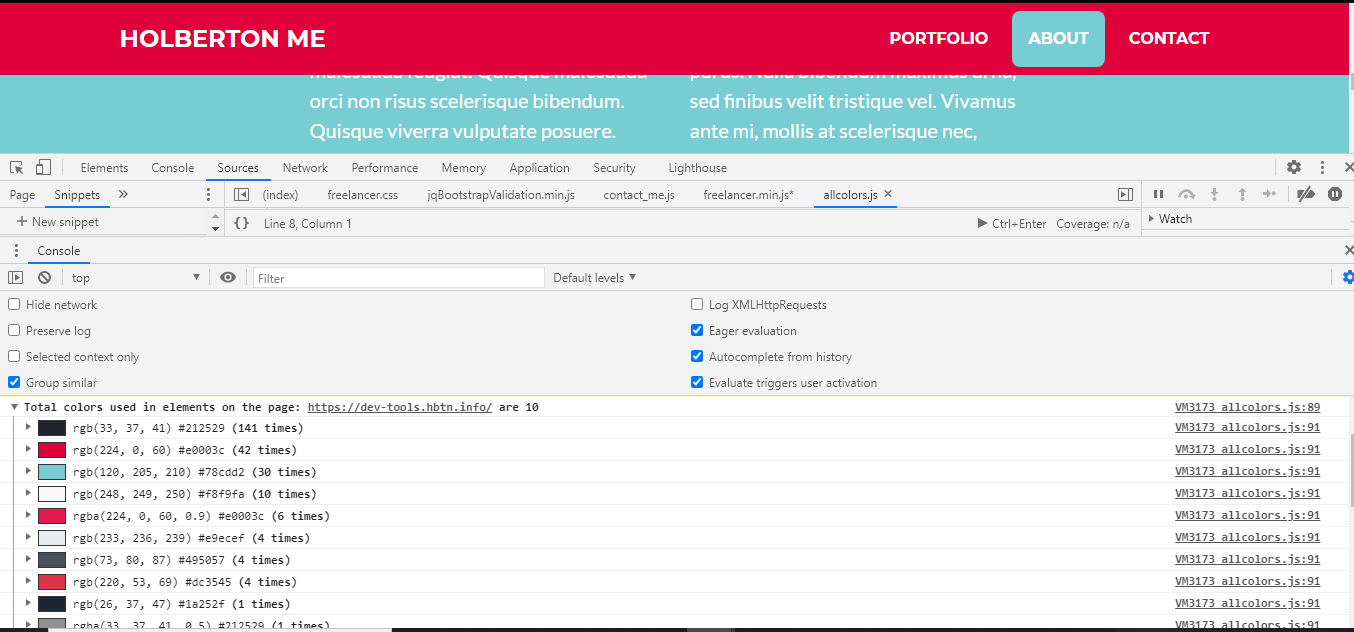 HOLBERTON ME PORTFOLIO ABOUT CONTACT
malesuada feugiat. Quisque malesuada
orci non risus scelerisque bibendum.
Quisque viverra vulputate posuere.
purus. Nulla bibendum maximus urna,
sed finibus velit tristique vel. Vivamus
ante mi, mollis at scelerisque nec,
Elements Console Sources Network Performance Memory Application Security Lighthouse
Page Snippets » (index) freelancer.css jqBootstrapValidation.min.js contact_me.js freelancer.min.js* allcolors.js ×
+ New snippet {} Line 8, Column 1 Ctrl+Enter Coverage: n/a Watch
Console
top Filter Default levels
Hide network
Preserve log
Selected context only
Group similar
Log XMLHttpRequests
Eager evaluation
Autocomplete from history
Evaluate triggers user activation
Total colors used in elements on the page: https://dev-tools.hbtn.info/ are 10 VM3173 allcolors.js:89
rgb(33, 37, 41) #212529 (141 times) VM3173 allcolors.js:91
rgb(224, 0, 60) #e0003c (42 times) VM3173 allcolors.js:91
rgb(120, 205, 210) #78cdd2 (30 times) VM3173 allcolors.js:91
rgb(248, 249, 250) #f8f9fa (10 times) VM3173 allcolors.js:91
rgba(224, 0, 60, 0.9) #e0003c (6 times) VM3173 allcolors.js:91
rgb(233, 236, 239) #e9ecef (4 times) VM3173 allcolors.js:91
rgb(73, 80, 87) #495057 (4 times) VM3173 allcolors.js:91
rgb(220, 53, 69) #dc3545 (4 times) VM3173 allcolors.js:91
rgb(26, 37, 47) #1a252f (1 times) VM3173 allcolors.js:91
rgba(33, 37, 41, 0.5) #212529 (1 times) VM3173 allcolors.js:91